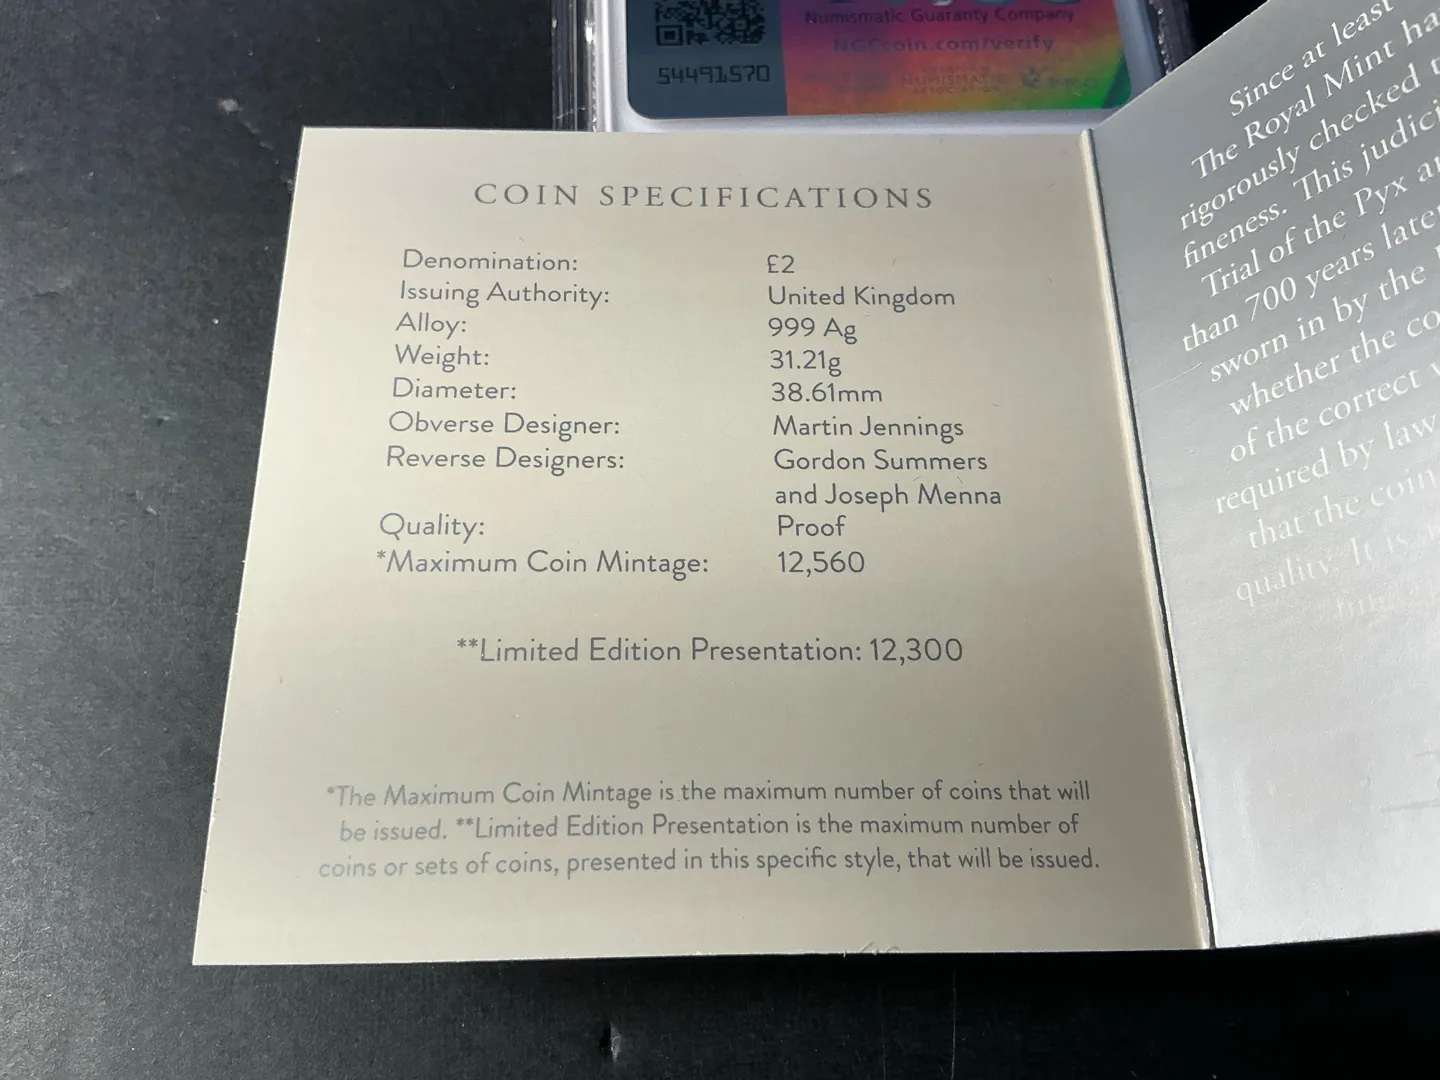 Numismatic Guaranty Company
NGCcoin.com/verify
54491570
NUMISMATIC
COIN SPECIFICATIONS
Denomination: £2
Issuing Authority: United Kingdom
Alloy: 999 Ag
Weight: 31.21g
Diameter: 38.61mm
Obverse Designer: Martin Jennings
Reverse Designers: Gordon Summers
and Joseph Menna
Quality: Proof
*Maximum Coin Mintage: 12,560
**Limited Edition Presentation: 12,300
*The Maximum Coin Mintage is the maximum number of coins that will
be issued. **Limited Edition Presentation is the maximum number of
coins or sets of coins, presented in this specific style, that will be issued.
Since at least
The Royal Mint
rigorously checked
fineness. This
Trial of the Pyx
than 700 years
sworn in by the
whether the
of the correct
required by law
that the coin
quality. It is